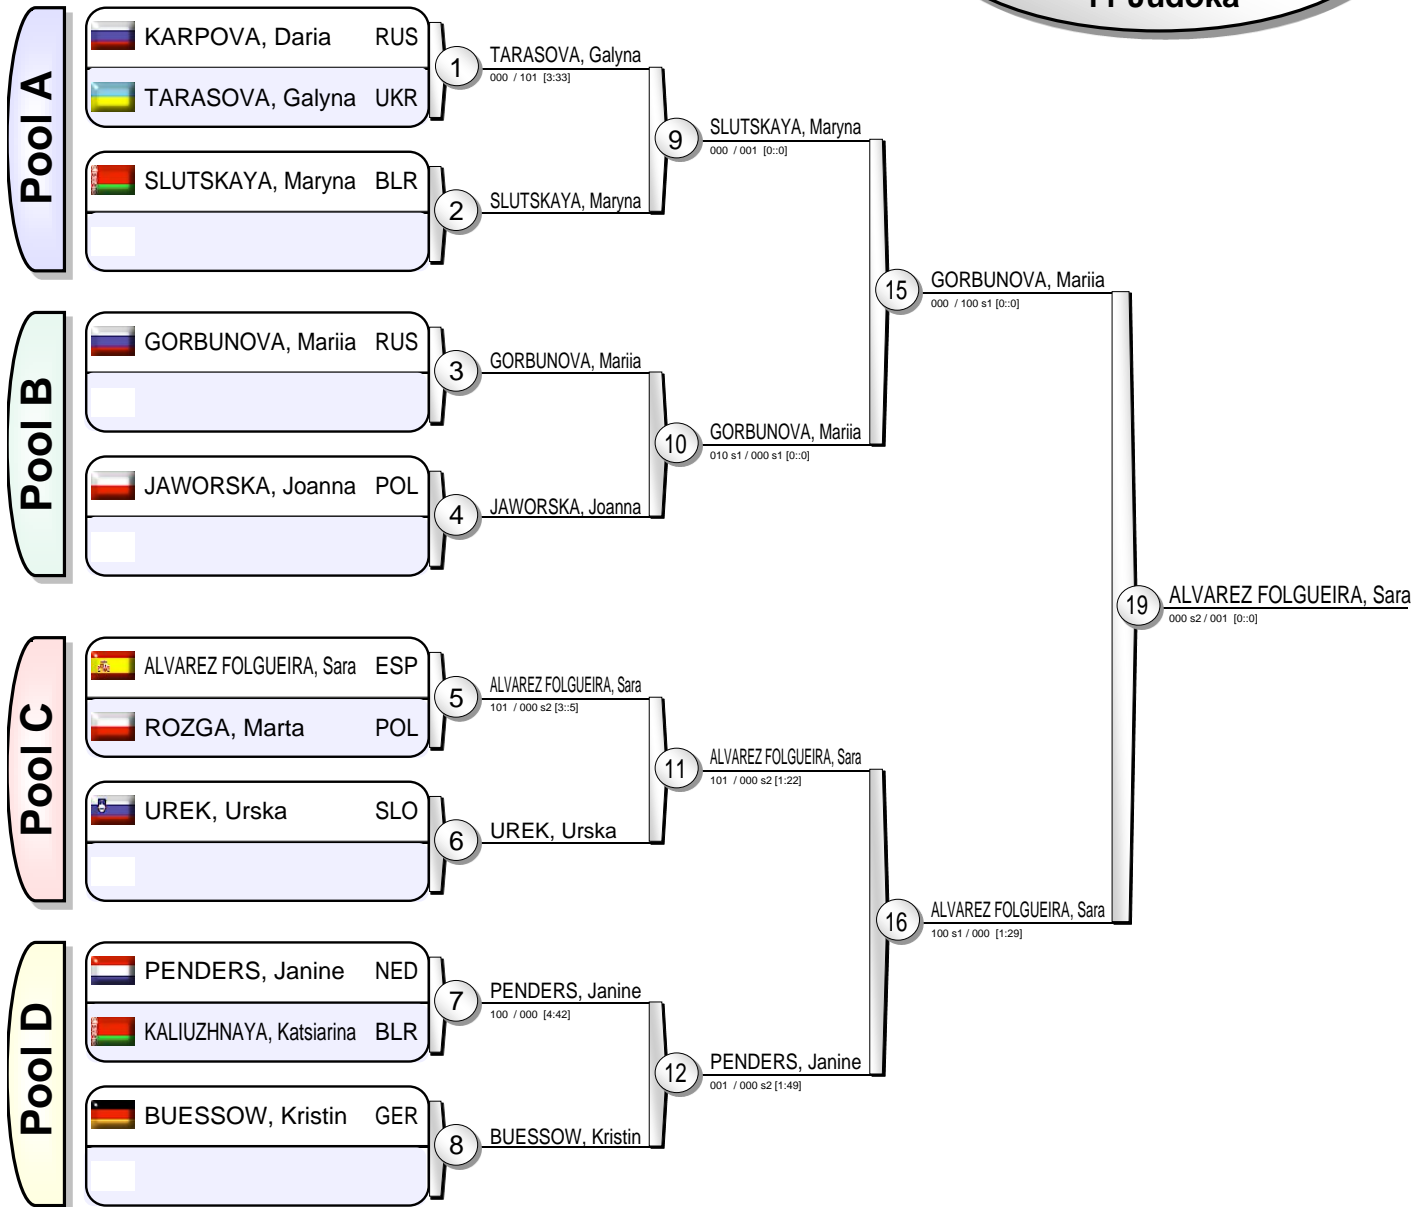 11 Judoka
Pool A
KARPOVA, Daria RUS
TARASOVA, Galyna UKR
SLUTSKAYA, Maryna BLR
1
TARASOVA, Galyna
000 / 101 [3:33]
2
SLUTSKAYA, Maryna
9
SLUTSKAYA, Maryna
000 / 001 [0::0]
Pool B
GORBUNOVA, Mariia RUS
JAWORSKA, Joanna POL
3
GORBUNOVA, Mariia
4
JAWORSKA, Joanna
10
GORBUNOVA, Mariia
010 s1 / 000 s1 [0::0]
15
GORBUNOVA, Mariia
000 / 100 s1 [0::0]
Pool C
ALVAREZ FOLGUEIRA, Sara ESP
ROZGA, Marta POL
UREK, Urska SLO
5
ALVAREZ FOLGUEIRA, Sara
101 / 000 s2 [3::5]
6
UREK, Urska
11
ALVAREZ FOLGUEIRA, Sara
101 / 000 s2 [1:22]
Pool D
PENDERS, Janine NED
KALIUZHNAYA, Katsiarina BLR
BUESSOW, Kristin GER
7
PENDERS, Janine
100 / 000 [4:42]
8
BUESSOW, Kristin
12
PENDERS, Janine
001 / 000 s2 [1:49]
16
ALVAREZ FOLGUEIRA, Sara
100 s1 / 000 [1:29]
19
ALVAREZ FOLGUEIRA, Sara
000 s2 / 001 [0::0]